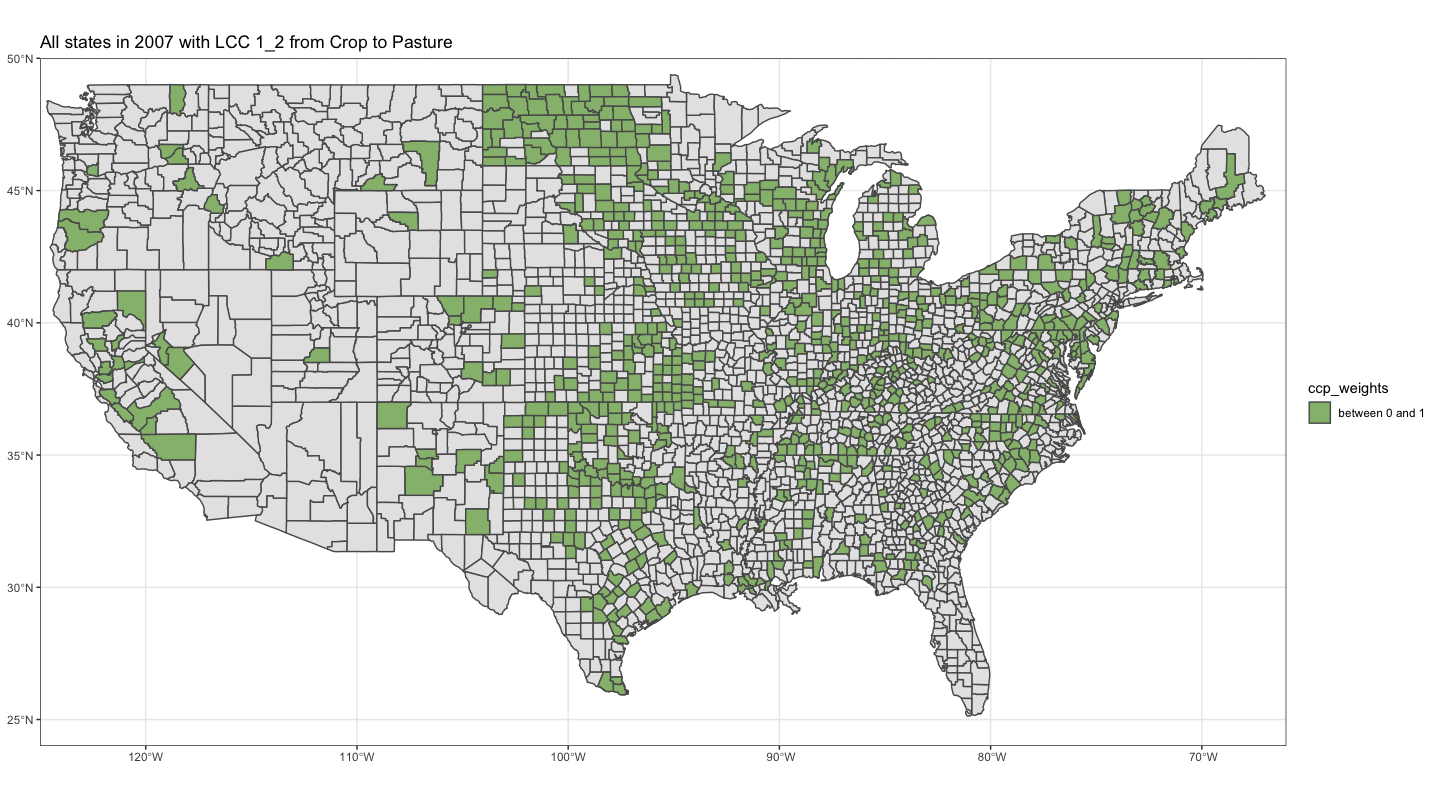 All states in 2007 with LCC 1_2 from Crop to Pasture
50°N
45°N
40°N
35°N
30°N
25°N
120°W
110°W
100°W
90°W
80°W
70°W
ccp_weights
between 0 and 1